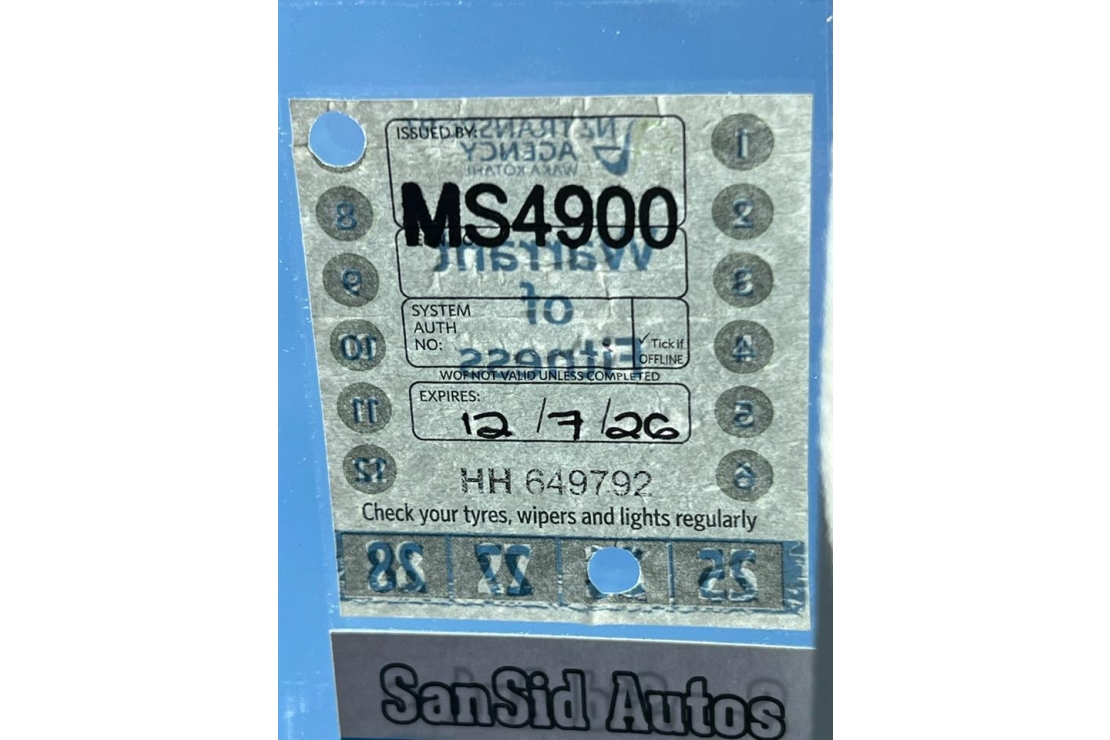 ISSUED BY:
NZ TRANSPORT
AGENCY
WAKA KOTAHI
MS4900
Warrant
of
Fitness
SYSTEM
AUTH
NO:
✓ Tick if
OFFLINE
WOF NOT VALID UNLESS COMPLETED
EXPIRES:
12/7/26
HH 649792
Check your tyres, wipers and lights regularly
1
8 2
9 3
10 4
11 5
12 6
28 27 25
SanSid Autos